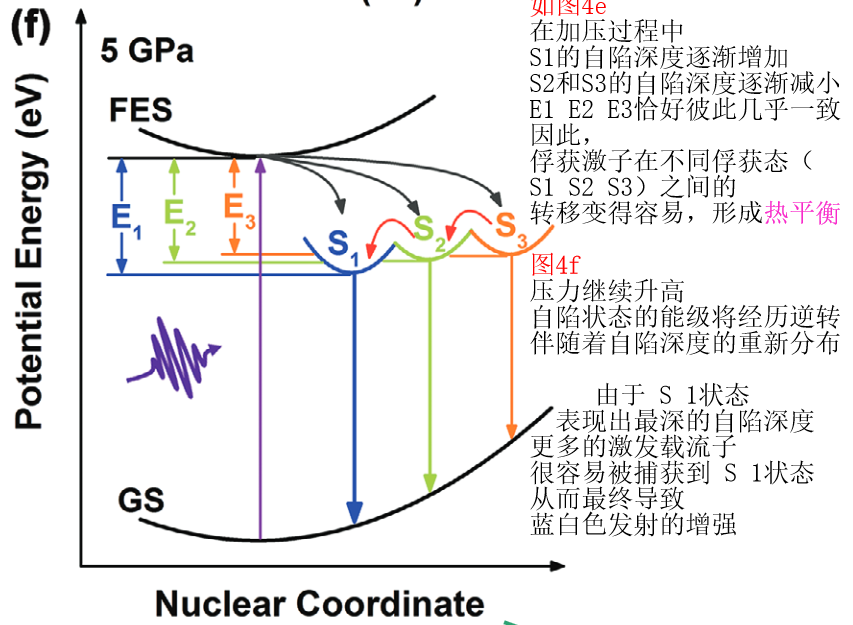 (f)
5 GPa
FES
E1
E2
E3
S1
S2
S3
GS
Potential Energy (eV)
Nuclear Coordinate
如图4e
在加压过程中
S1的自陷深度逐渐增加
S2和S3的自陷深度逐渐减小
E1 E2 E3恰好彼此几乎一致
因此，
俘获激子在不同俘获态（
S1 S2 S3）之间的
转移变得容易，形成热平衡
图4f
压力继续升高
自陷状态的能级将经历逆转
伴随着自陷深度的重新分布
由于 S 1状态
表现出最深的自陷深度
更多的激发载流子
很容易被捕获到 S 1状态
从而最终导致
蓝白色发射的增强